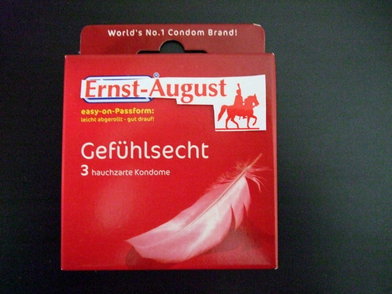 World's No.1 Condom Brand!
Ernst-August
easy-on-Passform:
leicht abgerollt - gut drauf!
Gefühlsecht
3 hauchzarte Kondome